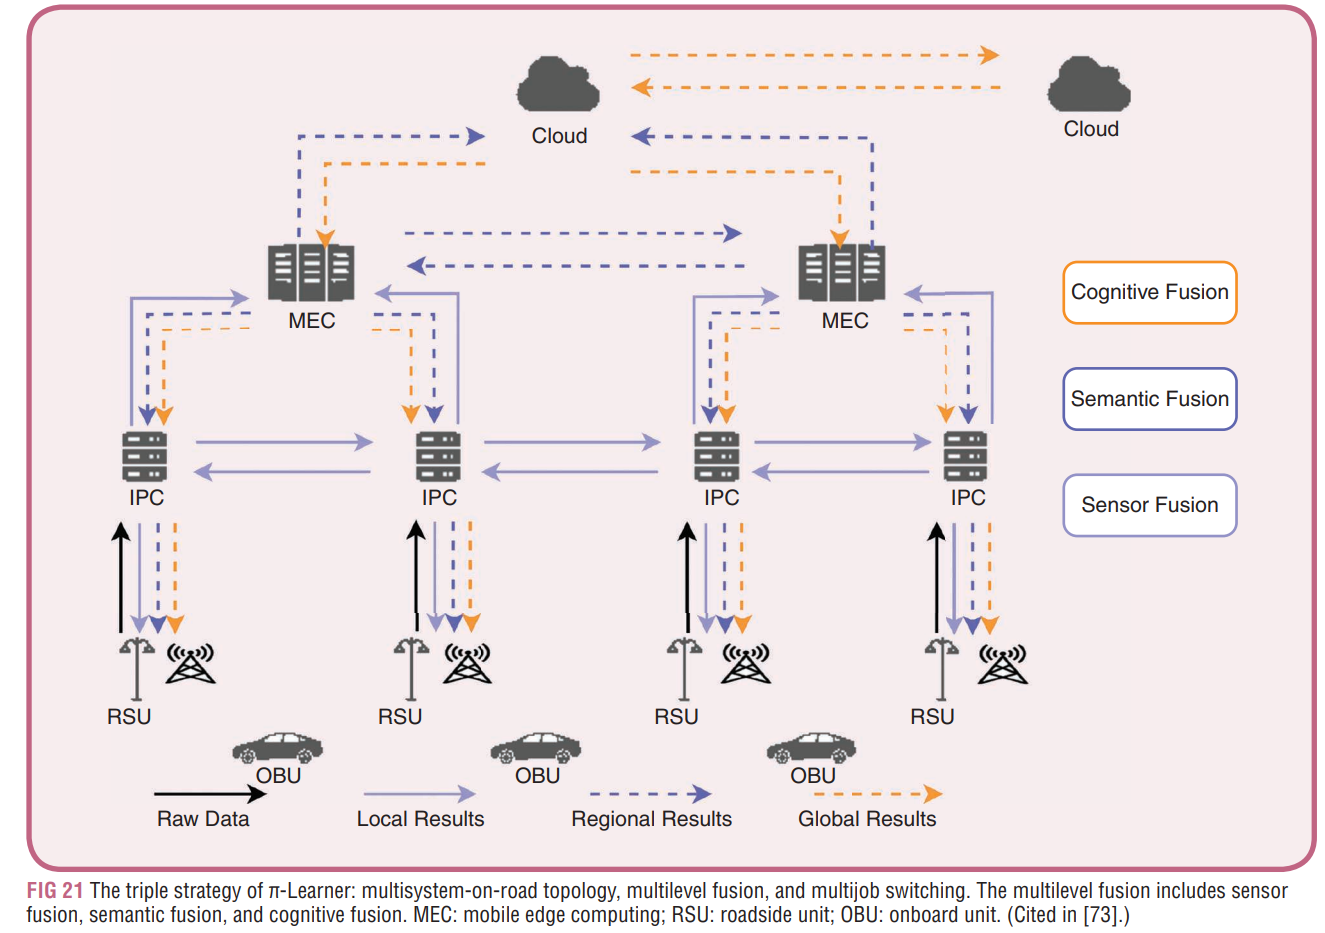 Cloud
Cloud
MEC
MEC
Cognitive Fusion
Semantic Fusion
Sensor Fusion
IPC
IPC
IPC
IPC
RSU
RSU
RSU
RSU
OBU
OBU
OBU
Raw Data
Local Results
Regional Results
Global Results
FIG 21 The triple strategy of π-Learner: multisystem-on-road topology, multilevel fusion, and multijob switching. The multilevel fusion includes sensor
fusion, semantic fusion, and cognitive fusion. MEC: mobile edge computing; RSU: roadside unit; OBU: onboard unit. (Cited in [73].)